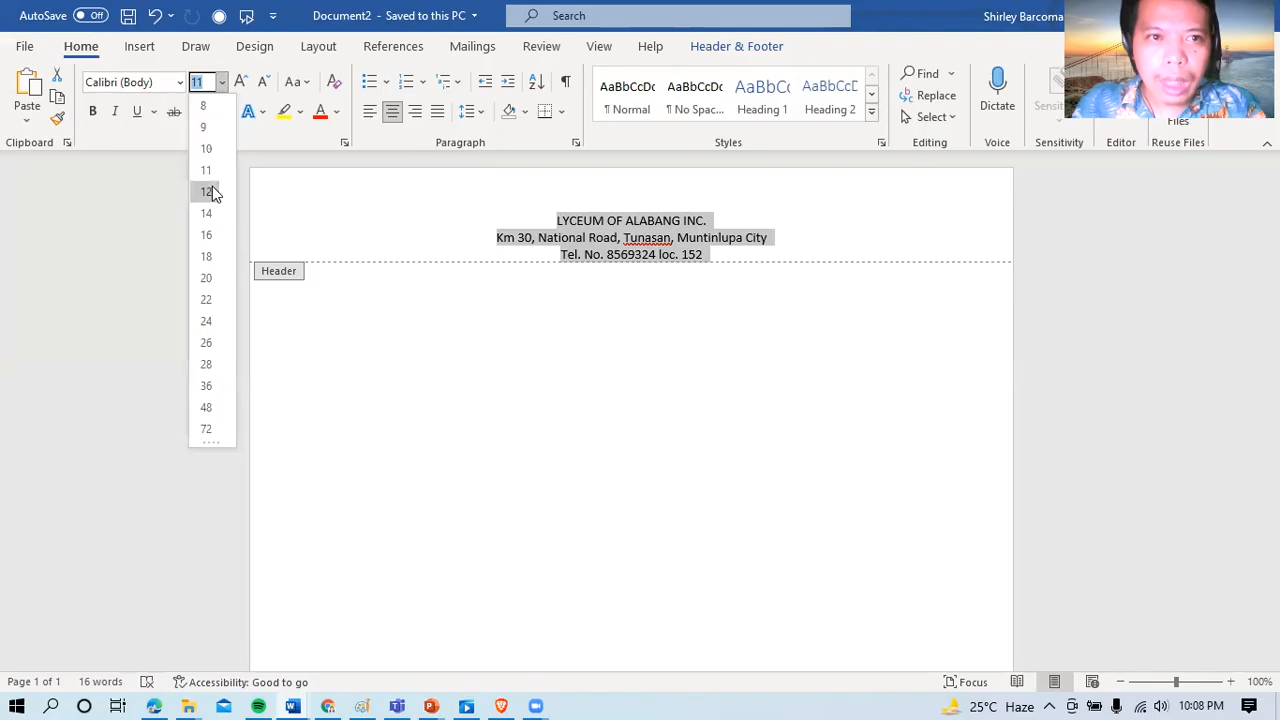 AutoSave Off Document2 - Saved to this PC Search Shirley Barcoma
File Home Insert Draw Design Layout References Mailings Review View Help Header & Footer
Calibri (Body) 11 Aa AaBbCcDc AaBbCcDc AaBbC AaBbCcD Find
Paste ¶ Normal ¶ No Spac... Heading 1 Heading 2 Replace Dictate Sensit
B I U ab A A Select Files
Clipboard Paragraph Styles Editing Voice Sensitivity Editor Reuse Files
8
9
10
11
12
14
16
18
20
22
24
26
28
36
48
72
LYCEUM OF ALABANG INC.
Km 30, National Road, Tunasan, Muntinlupa City
Tel. No. 8569324 loc. 152
Header
Page 1 of 1 16 words Accessibility: Good to go Focus 100%
25°C Haze 10:08 PM